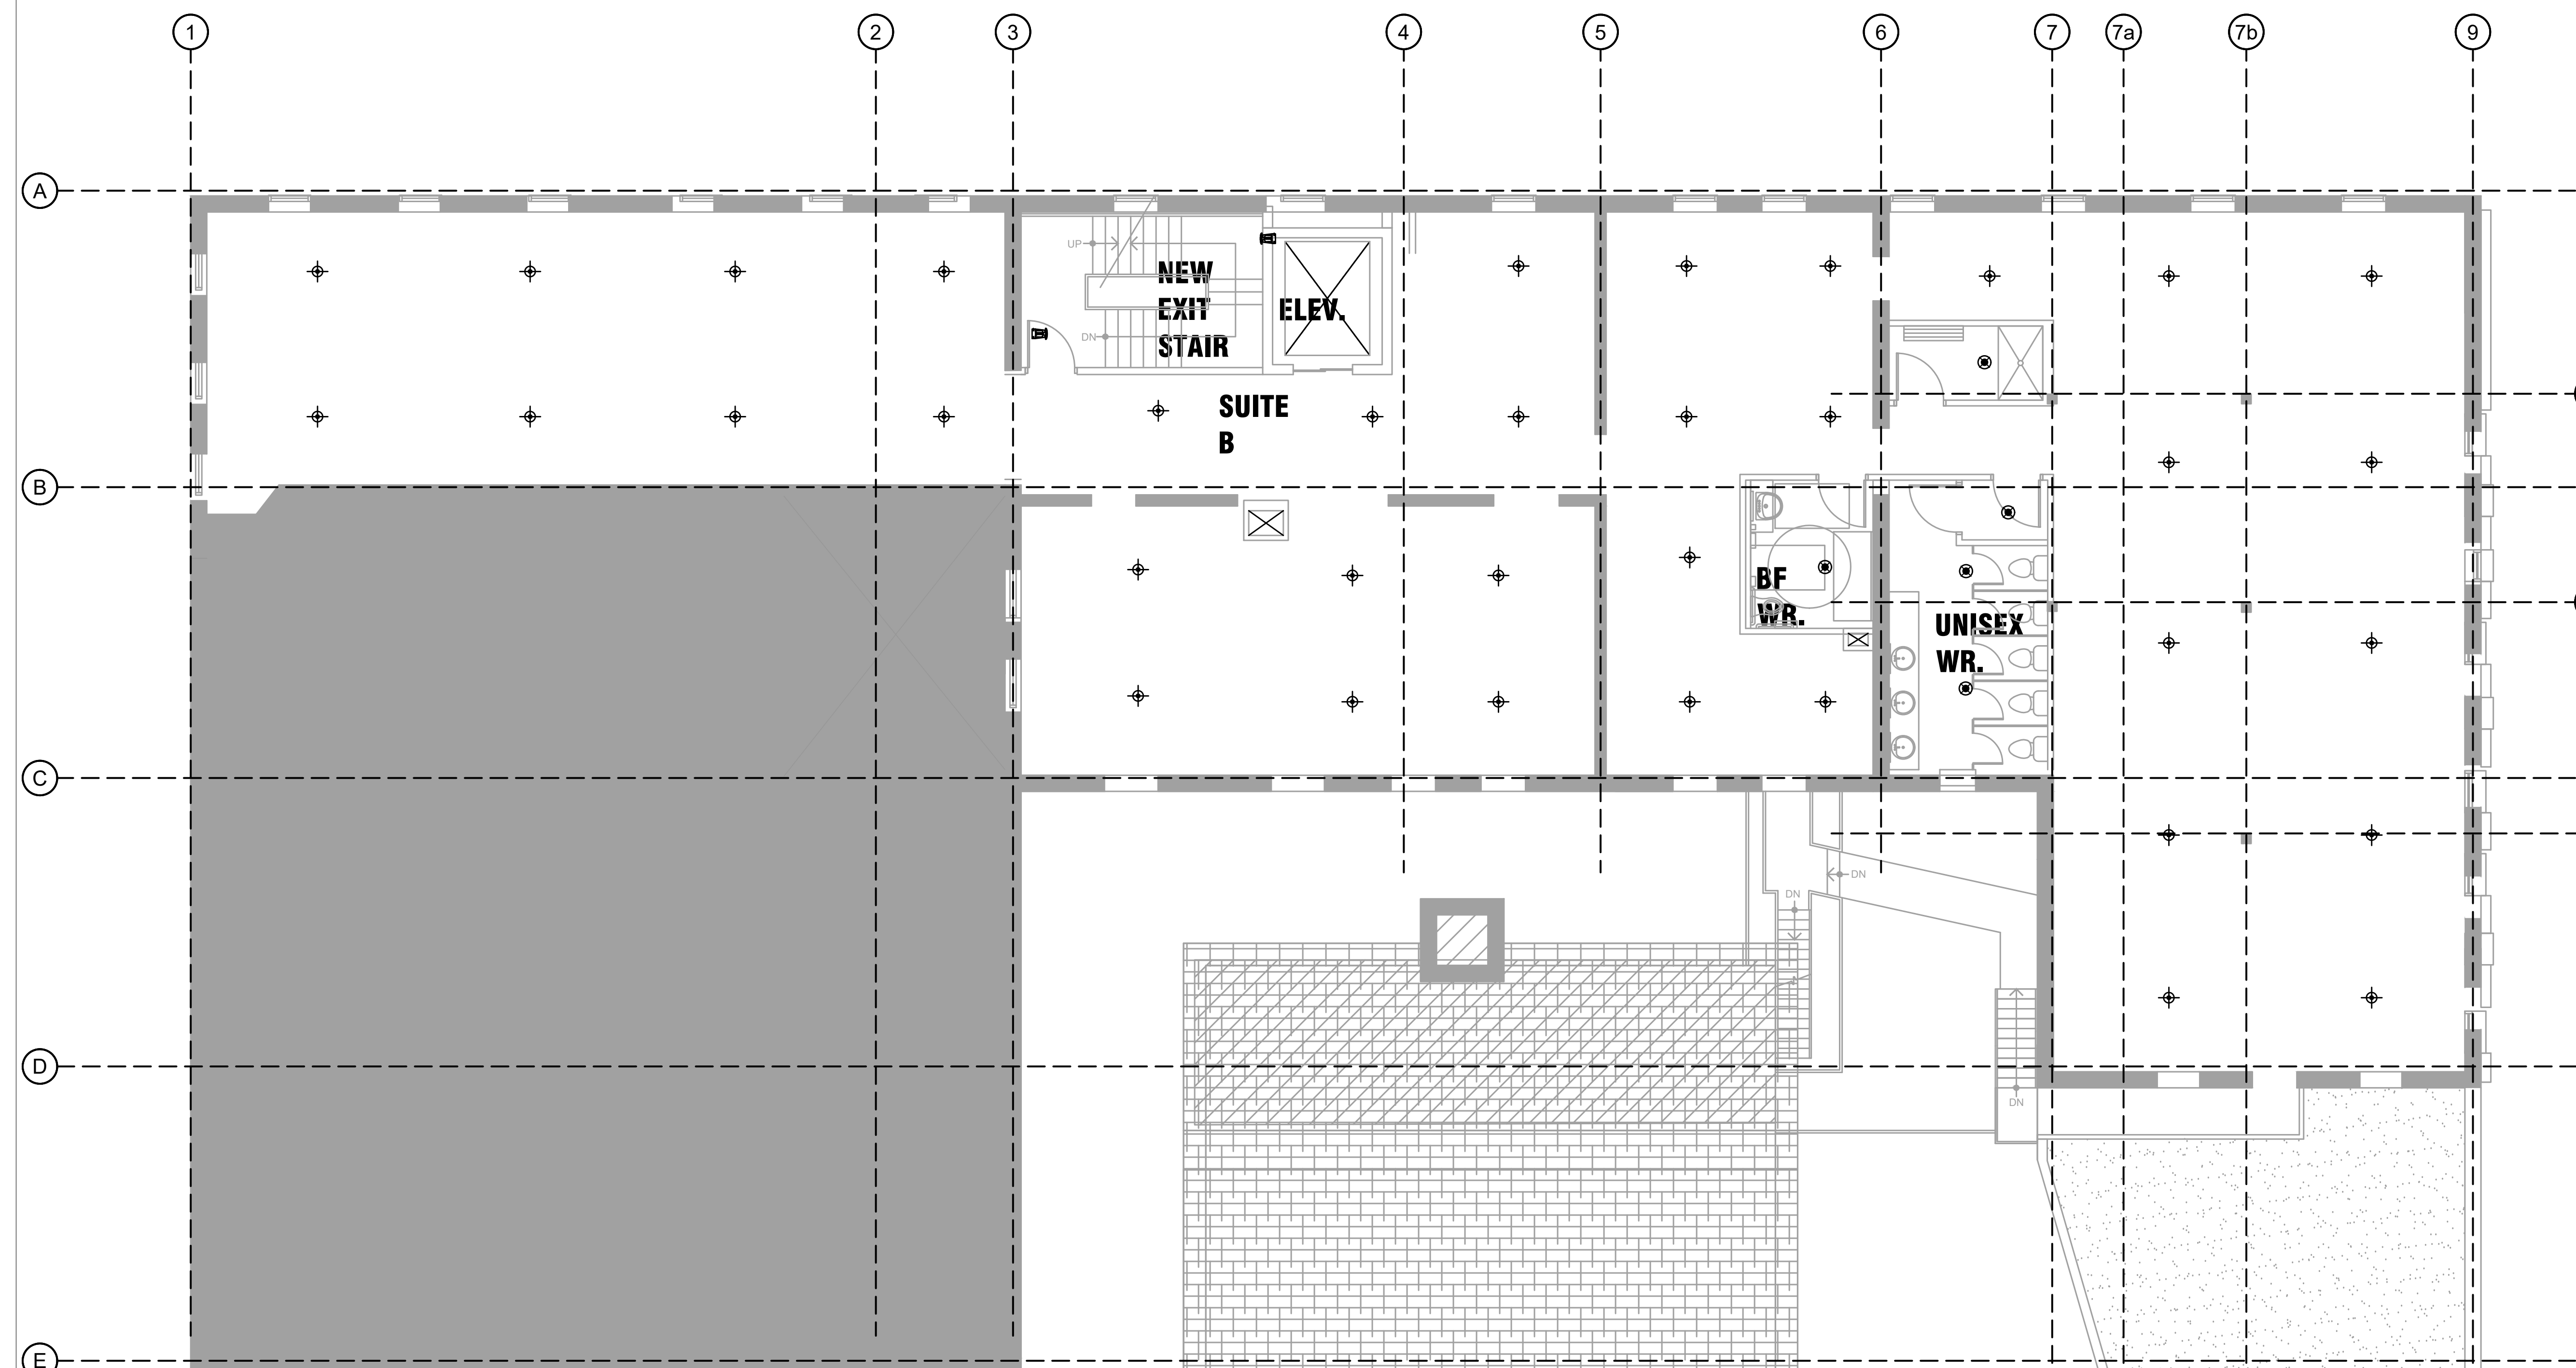 1
2
3
4
5
6
7
7a
7b
9
A
UP
NEW
EXIT
STAIR
ELEV.
DN
SUITE
B
B
BF
WR.
UNISEX
WR.
C
DN
DN
D
DN
E